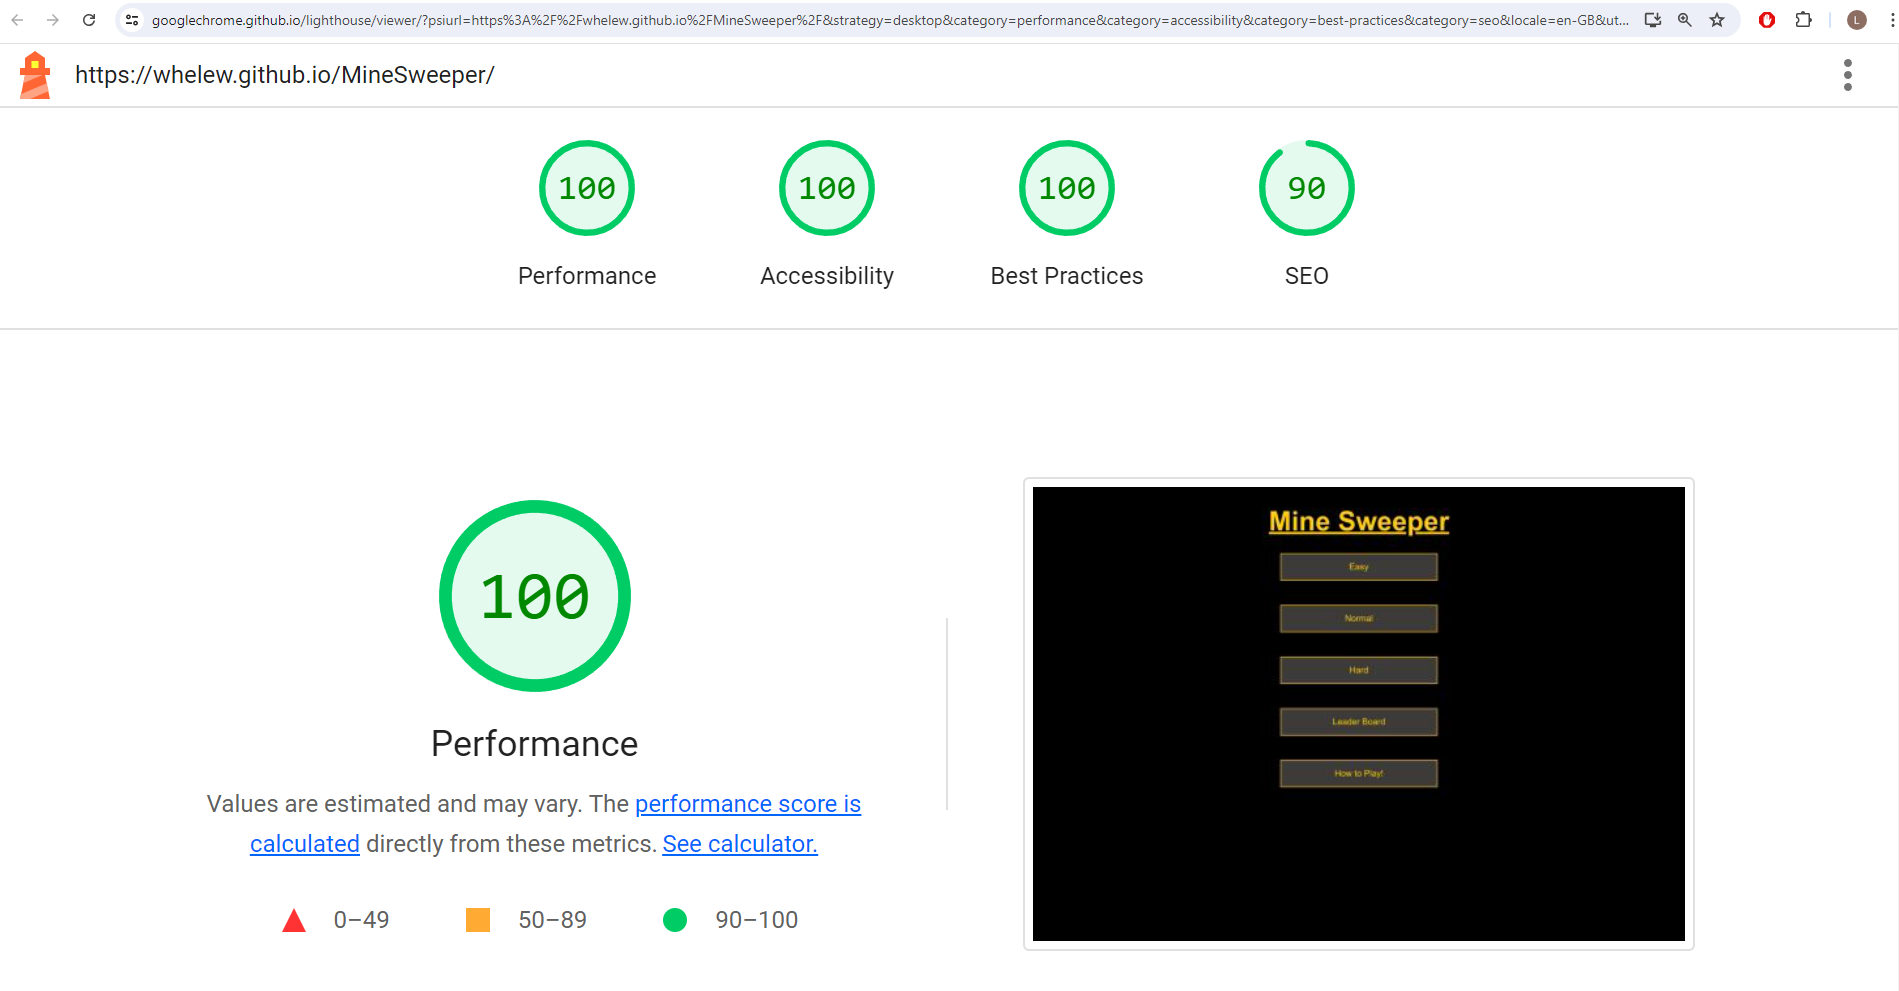 googlechrome.github.io/lighthouse/viewer/?psiurl=https%3A%2F%2Fwhelew.github.io%2FMineSweeper%2F&strategy=desktop&category=performance&category=accessibility&category=best-practices&category=seo&locale=en-GB&ut...
L
https://whelew.github.io/MineSweeper/
100 100 100 90
Performance Accessibility Best Practices SEO
100
Performance
Values are estimated and may vary. The performance score is
calculated directly from these metrics. See calculator.
0–49 50–89 90–100
Mine Sweeper
Easy
Normal
Hard
Leader Board
How to Play!